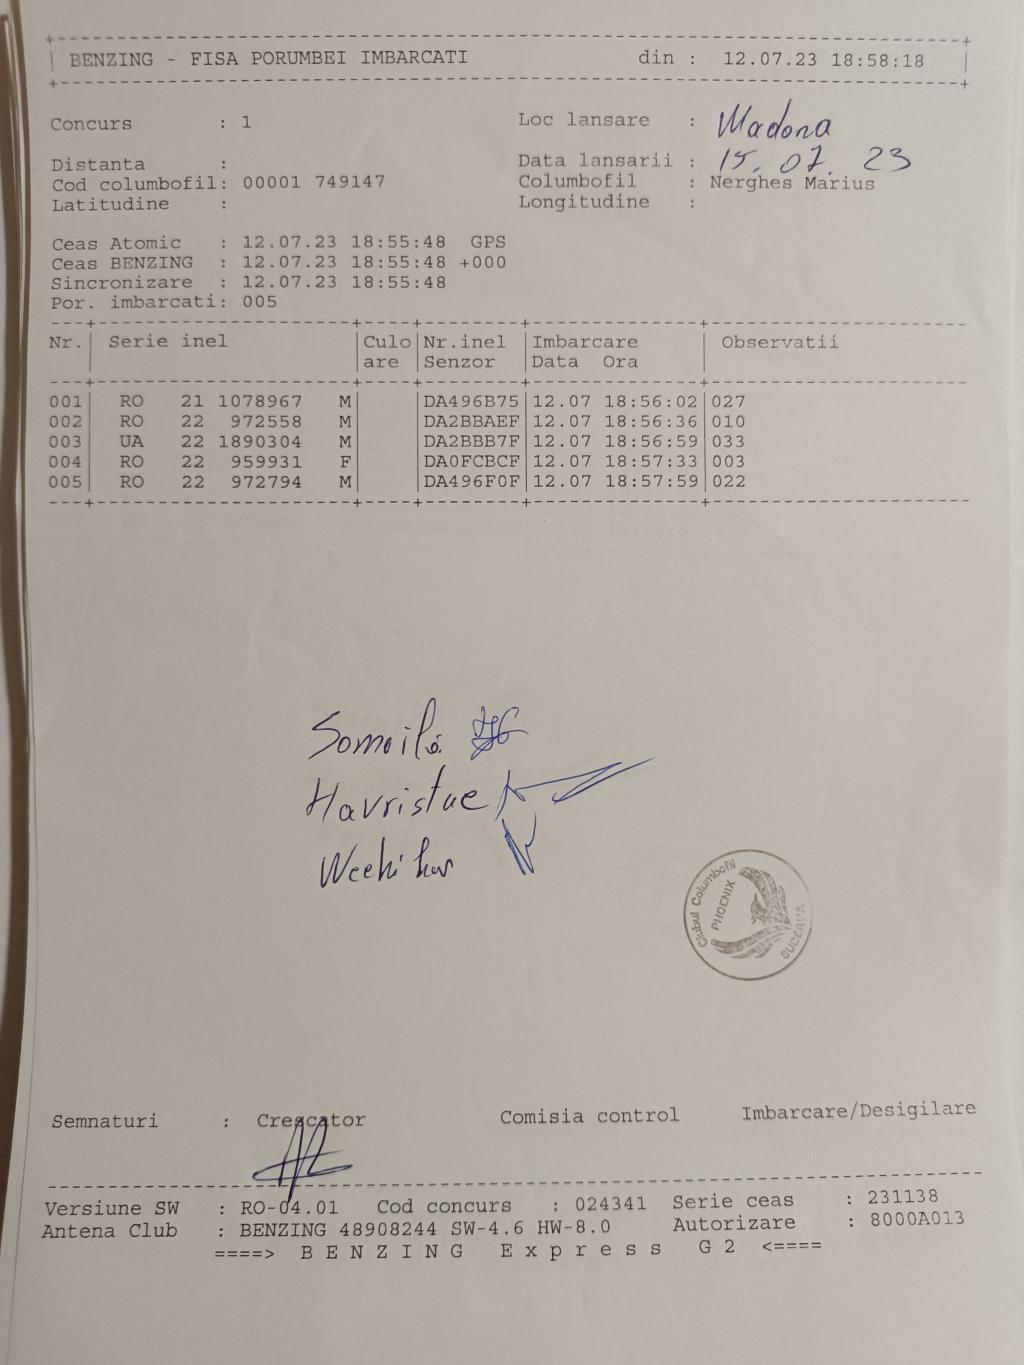 BENZING - FISA PORUMBEI IMBARCATI din : 12.07.23 18:58:18
Concurs : 1 Loc lansare : Madona
Distanta : Data lansarii : 15.07.23
Cod columbofil: 00001 749147 Columbofil : Nerghes Marius
Latitudine : Longitudine :
Ceas Atomic : 12.07.23 18:55:48 GPS
Ceas BENZING : 12.07.23 18:55:48 +000
Sincronizare : 12.07.23 18:55:48
Por. imbarcati: 005
Nr. Serie inel Culo Nr.inel Imbarcare Observatii
are Senzor Data Ora
001 RO 21 1078967 M DA496B75 12.07 18:56:02 027
002 RO 22 972558 M DA2BBAEF 12.07 18:56:36 010
003 UA 22 1890304 M DA2BBB7F 12.07 18:56:59 033
004 RO 22 959931 F DA0FCBCF 12.07 18:57:33 003
005 RO 22 972794 M DA496F0F 12.07 18:57:59 022
Clubul Columbofil
PHOENIX
SUCEAVA
Semnaturi : Crescator Comisia control Imbarcare/Desigilare
Versiune SW : RO-04.01 Cod concurs : 024341 Serie ceas : 231138
Antena Club : BENZING 48908244 SW-4.6 HW-8.0 Autorizare : 8000A013
====> B E N Z I N G E x p r e s s G 2 <====